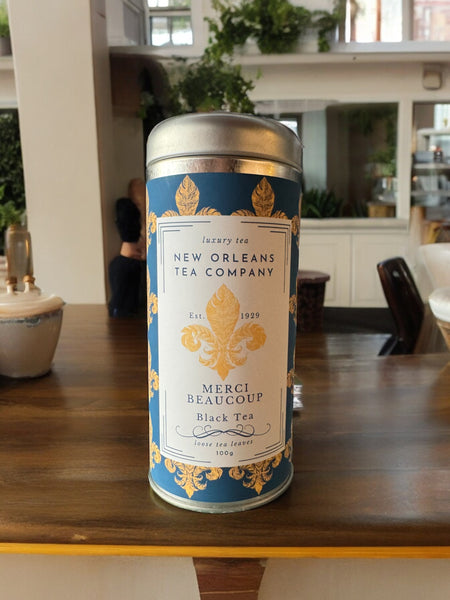 luxury tea
NEW ORLEANS
TEA COMPANY
Est. 1929
MERCI
BEAUCOUP
Black Tea
loose tea leaves
100g